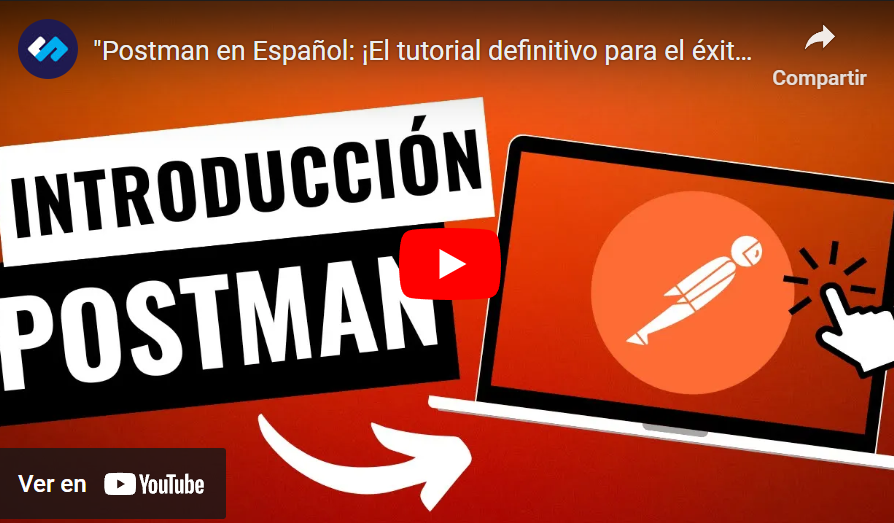 "Postman en Español: ¡El tutorial definitivo para el éxit...
Compartir
INTRODUCCIÓN
POSTMAN
Ver en YouTube